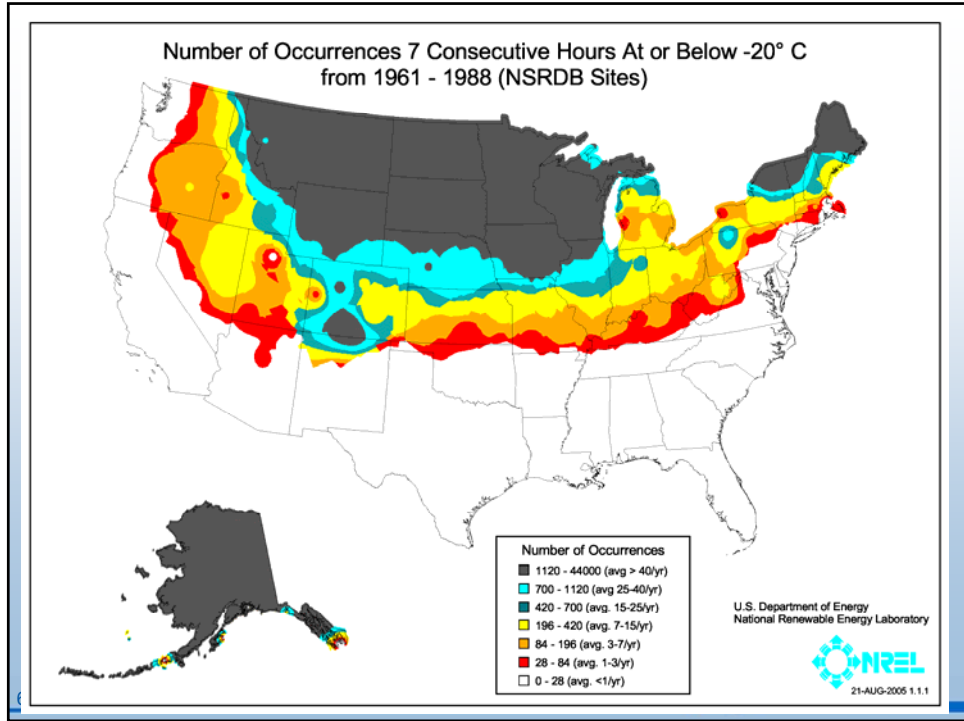 Number of Occurrences 7 Consecutive Hours At or Below -20° C
from 1961 - 1988 (NSRDB Sites)
Number of Occurrences
1120 - 44000 (avg > 40/yr)
700 - 1120 (avg 25-40/yr)
420 - 700 (avg. 15-25/yr)
196 - 420 (avg. 7-15/yr)
84 - 196 (avg. 3-7/yr)
28 - 84 (avg. 1-3/yr)
0 - 28 (avg. <1/yr)
U.S. Department of Energy
National Renewable Energy Laboratory
NREL
21-AUG-2005 1.1.1